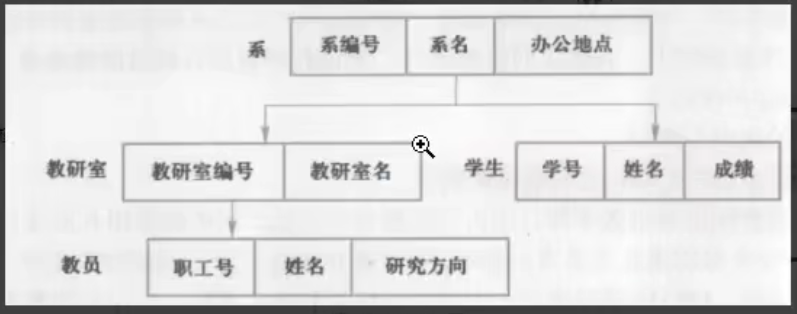 系 系编号 系名 办公地点
教研室 教研室编号 教研室名 学生 学号 姓名 成绩
教员 职工号 姓名 研究方向